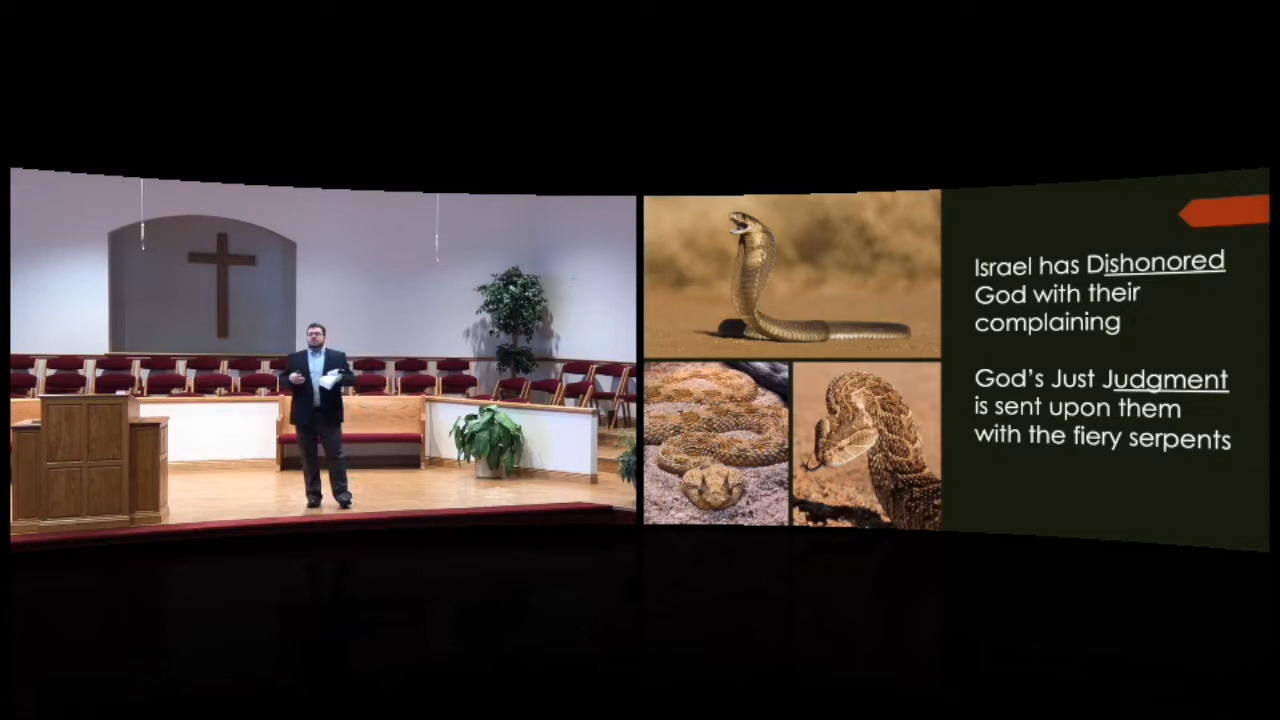 Israel has Dishonored
God with their
complaining
God's Just Judgment
is sent upon them
with the fiery serpents